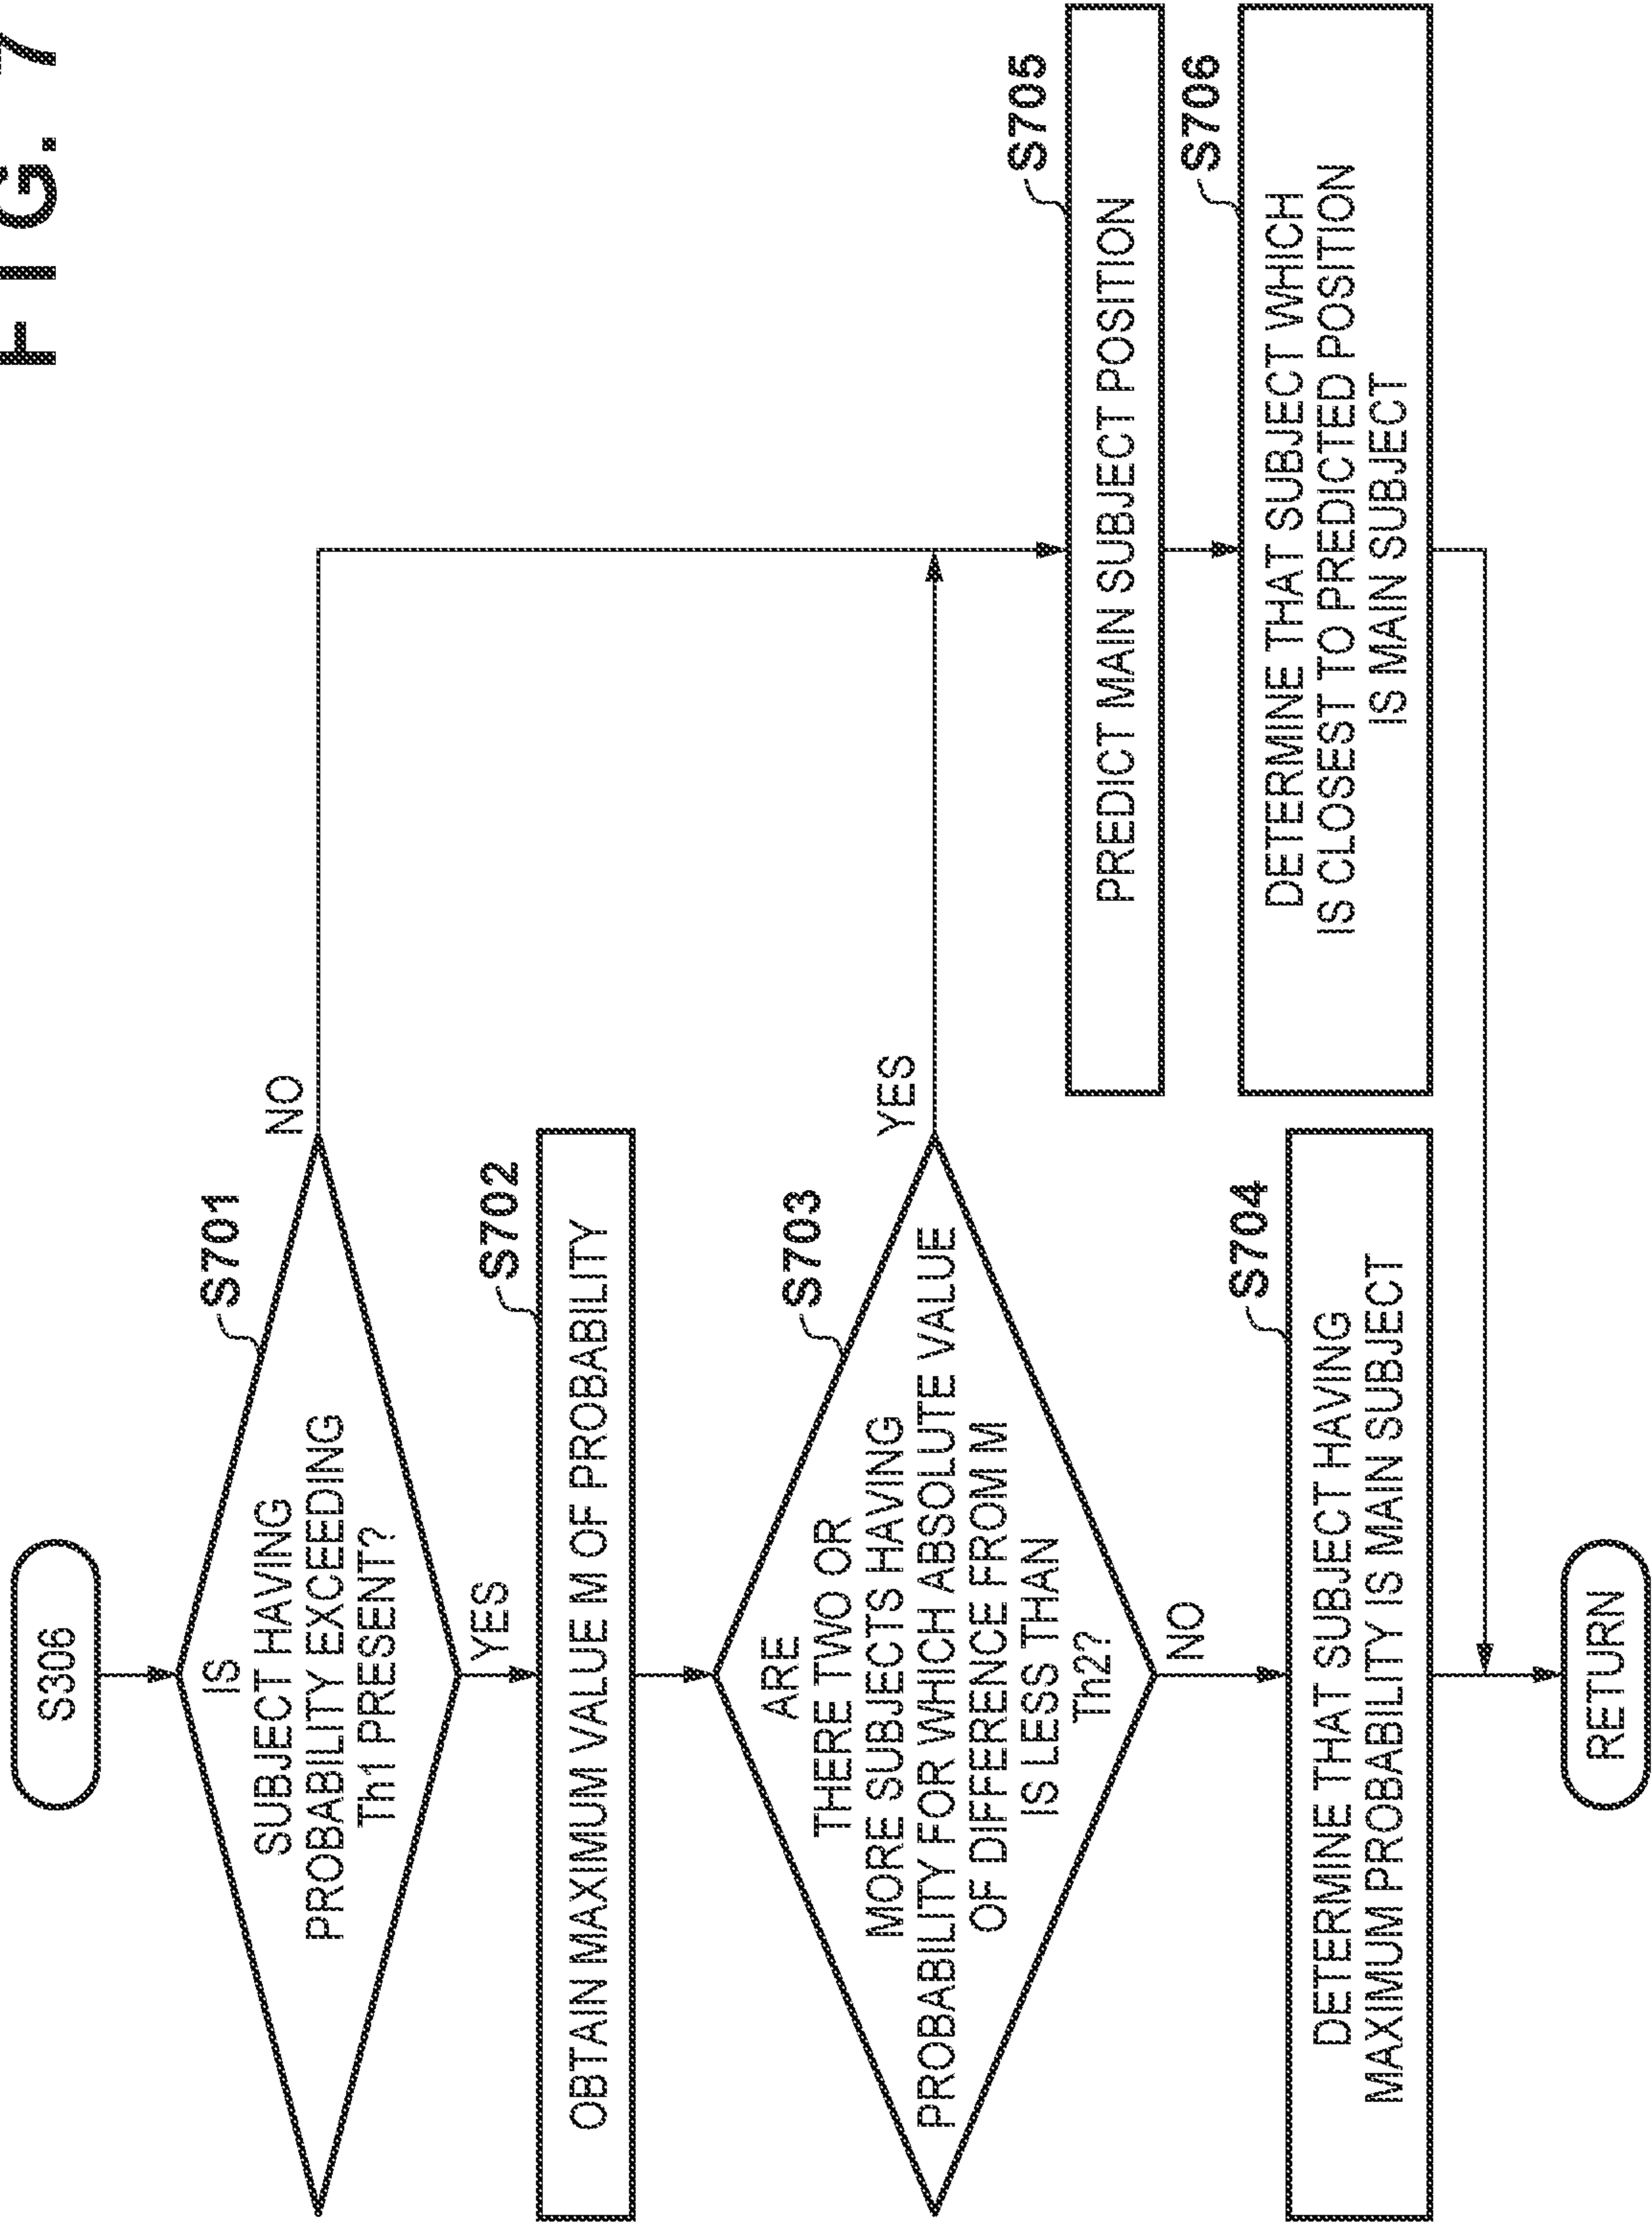 FIG. 7
S306
S701
IS
SUBJECT HAVING
PROBABILITY EXCEEDING
Th1 PRESENT?
NO
YES
S702
OBTAIN MAXIMUM VALUE M OF PROBABILITY
S703
ARE
THERE TWO OR
MORE SUBJECTS HAVING
PROBABILITY FOR WHICH ABSOLUTE VALUE
OF DIFFERENCE FROM M
IS LESS THAN
Th2?
YES
NO
S704
DETERMINE THAT SUBJECT HAVING
MAXIMUM PROBABILITY IS MAIN SUBJECT
S705
PREDICT MAIN SUBJECT POSITION
S706
DETERMINE THAT SUBJECT WHICH
IS CLOSEST TO PREDICTED POSITION
IS MAIN SUBJECT
RETURN